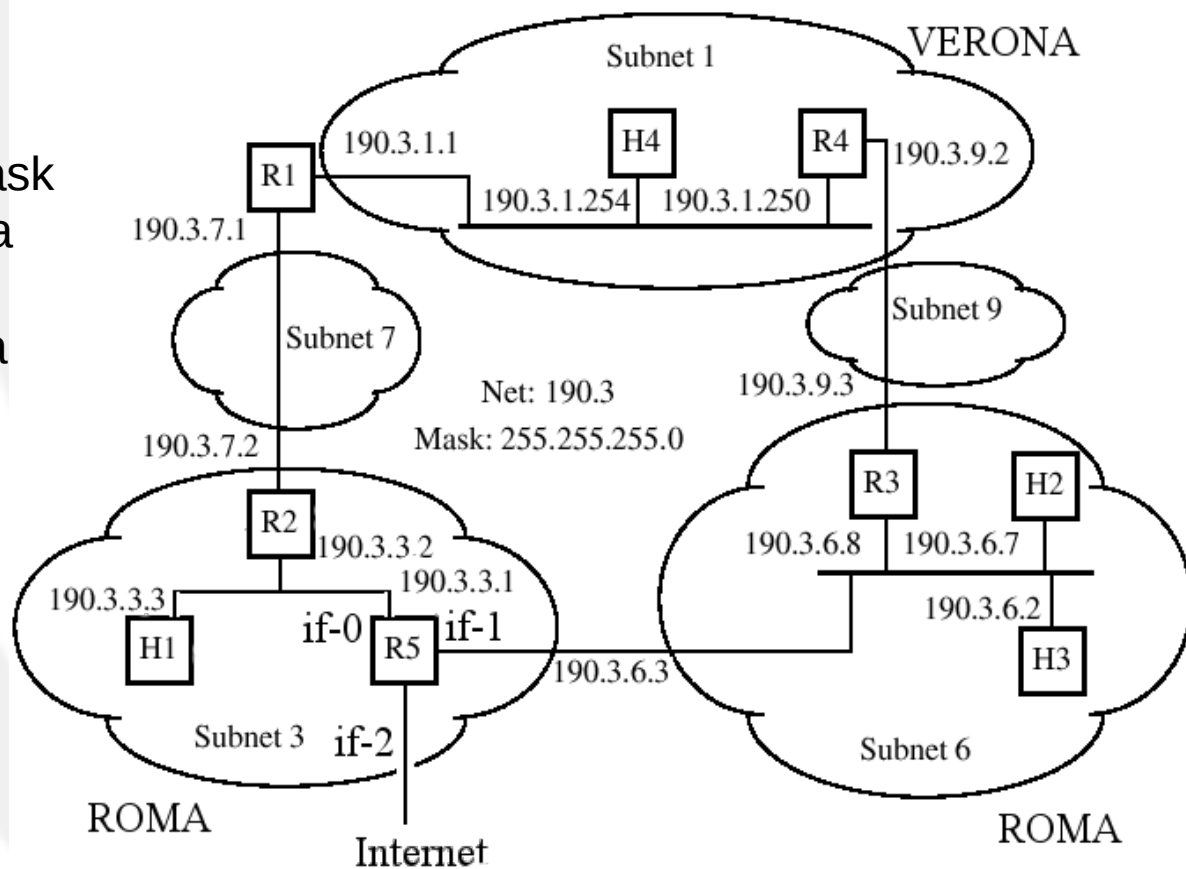 ask
a
a
VERONA
Subnet 1
H4
R4
190.3.1.1
190.3.9.2
R1
190.3.1.254
190.3.1.250
190.3.7.1
Subnet 7
Subnet 9
Net: 190.3
Mask: 255.255.255.0
190.3.9.3
190.3.7.2
R3
H2
R2
190.3.3.2
190.3.6.8
190.3.6.7
190.3.3.1
190.3.3.3
190.3.6.2
if-0
if-1
H1
R5
H3
190.3.6.3
Subnet 3
if-2
Subnet 6
ROMA
ROMA
Internet